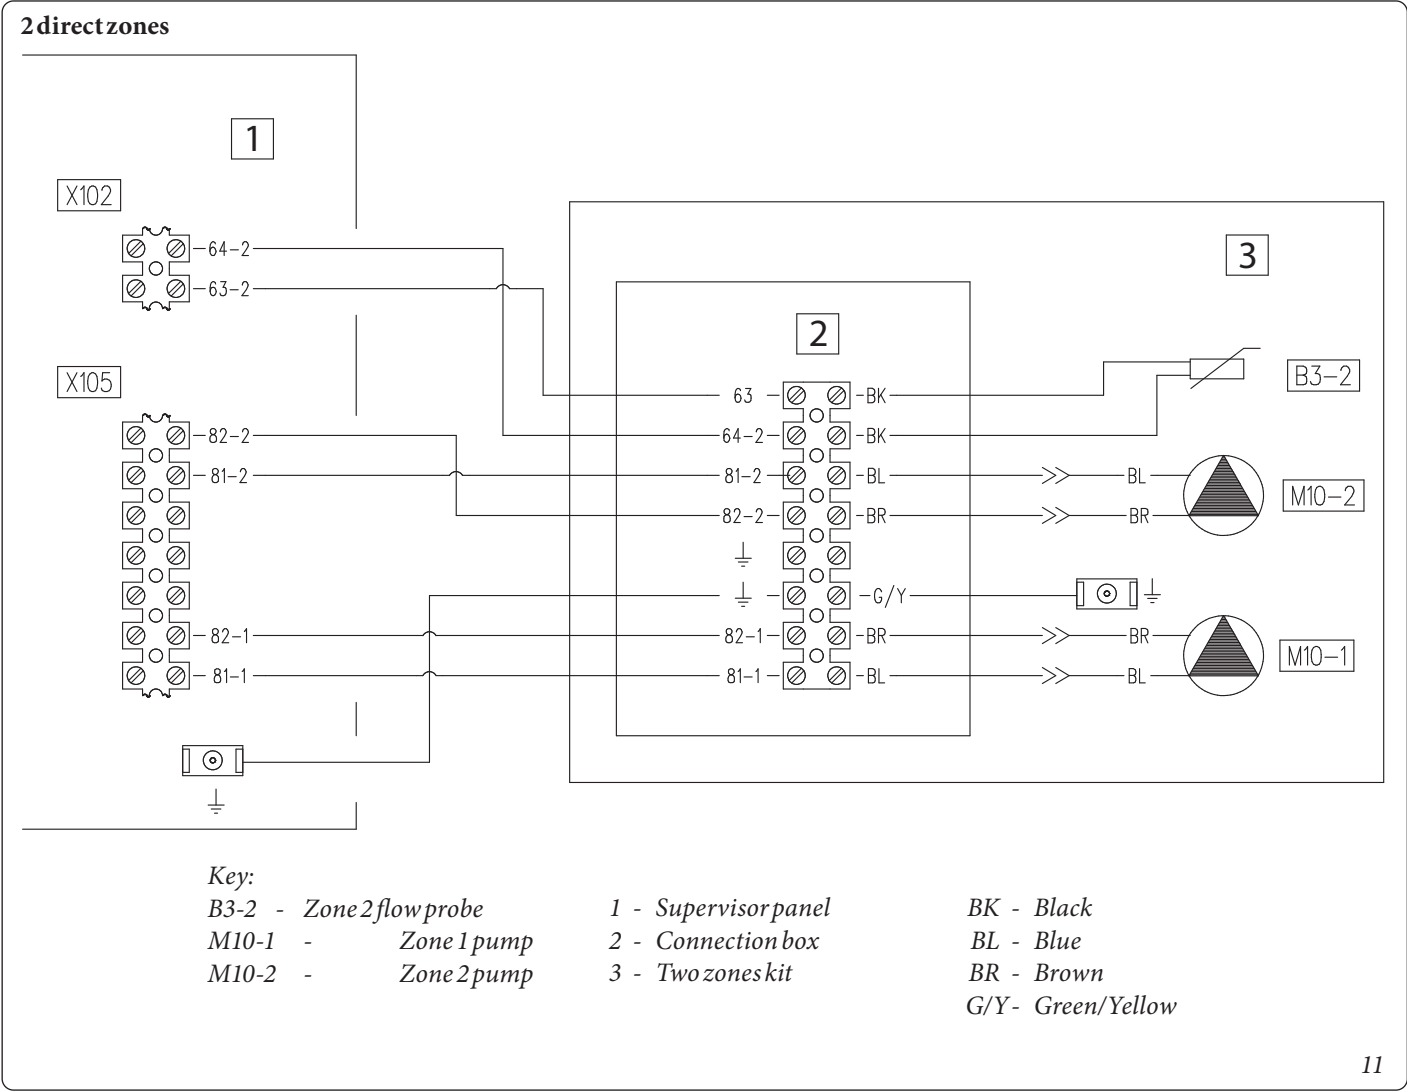 2 direct zones
1
X102
64-2
63-2
X105
82-2
81-2
82-1
81-1
3
2
63 BK
64-2 BK
B3-2
81-2 BL BL
M10-2
82-2 BR BR
G/Y
82-1 BR BR
M10-1
81-1 BL BL
Key:
B3-2 - Zone 2 flow probe
M10-1 - Zone 1 pump
M10-2 - Zone 2 pump
1 - Supervisor panel
2 - Connection box
3 - Two zones kit
BK - Black
BL - Blue
BR - Brown
G/Y - Green/Yellow
11